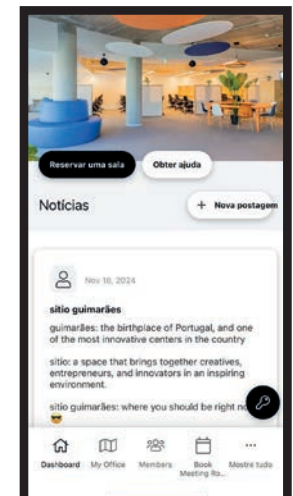 Reservar uma sala
Obter ajuda
Notícias
+ Nova postagem
Nov 18, 2024
sitio guimarães
guimarães: the birthplace of Portugal, and one
of the most innovative centers in the country
sitio: a space that brings together creatives,
entrepreneurs, and innovators in an inspiring
environment.
sitio guimarães: where you should be right
😎
Dashboard
My Office
Members
Book
Meeting Ro...
Mostre tudo